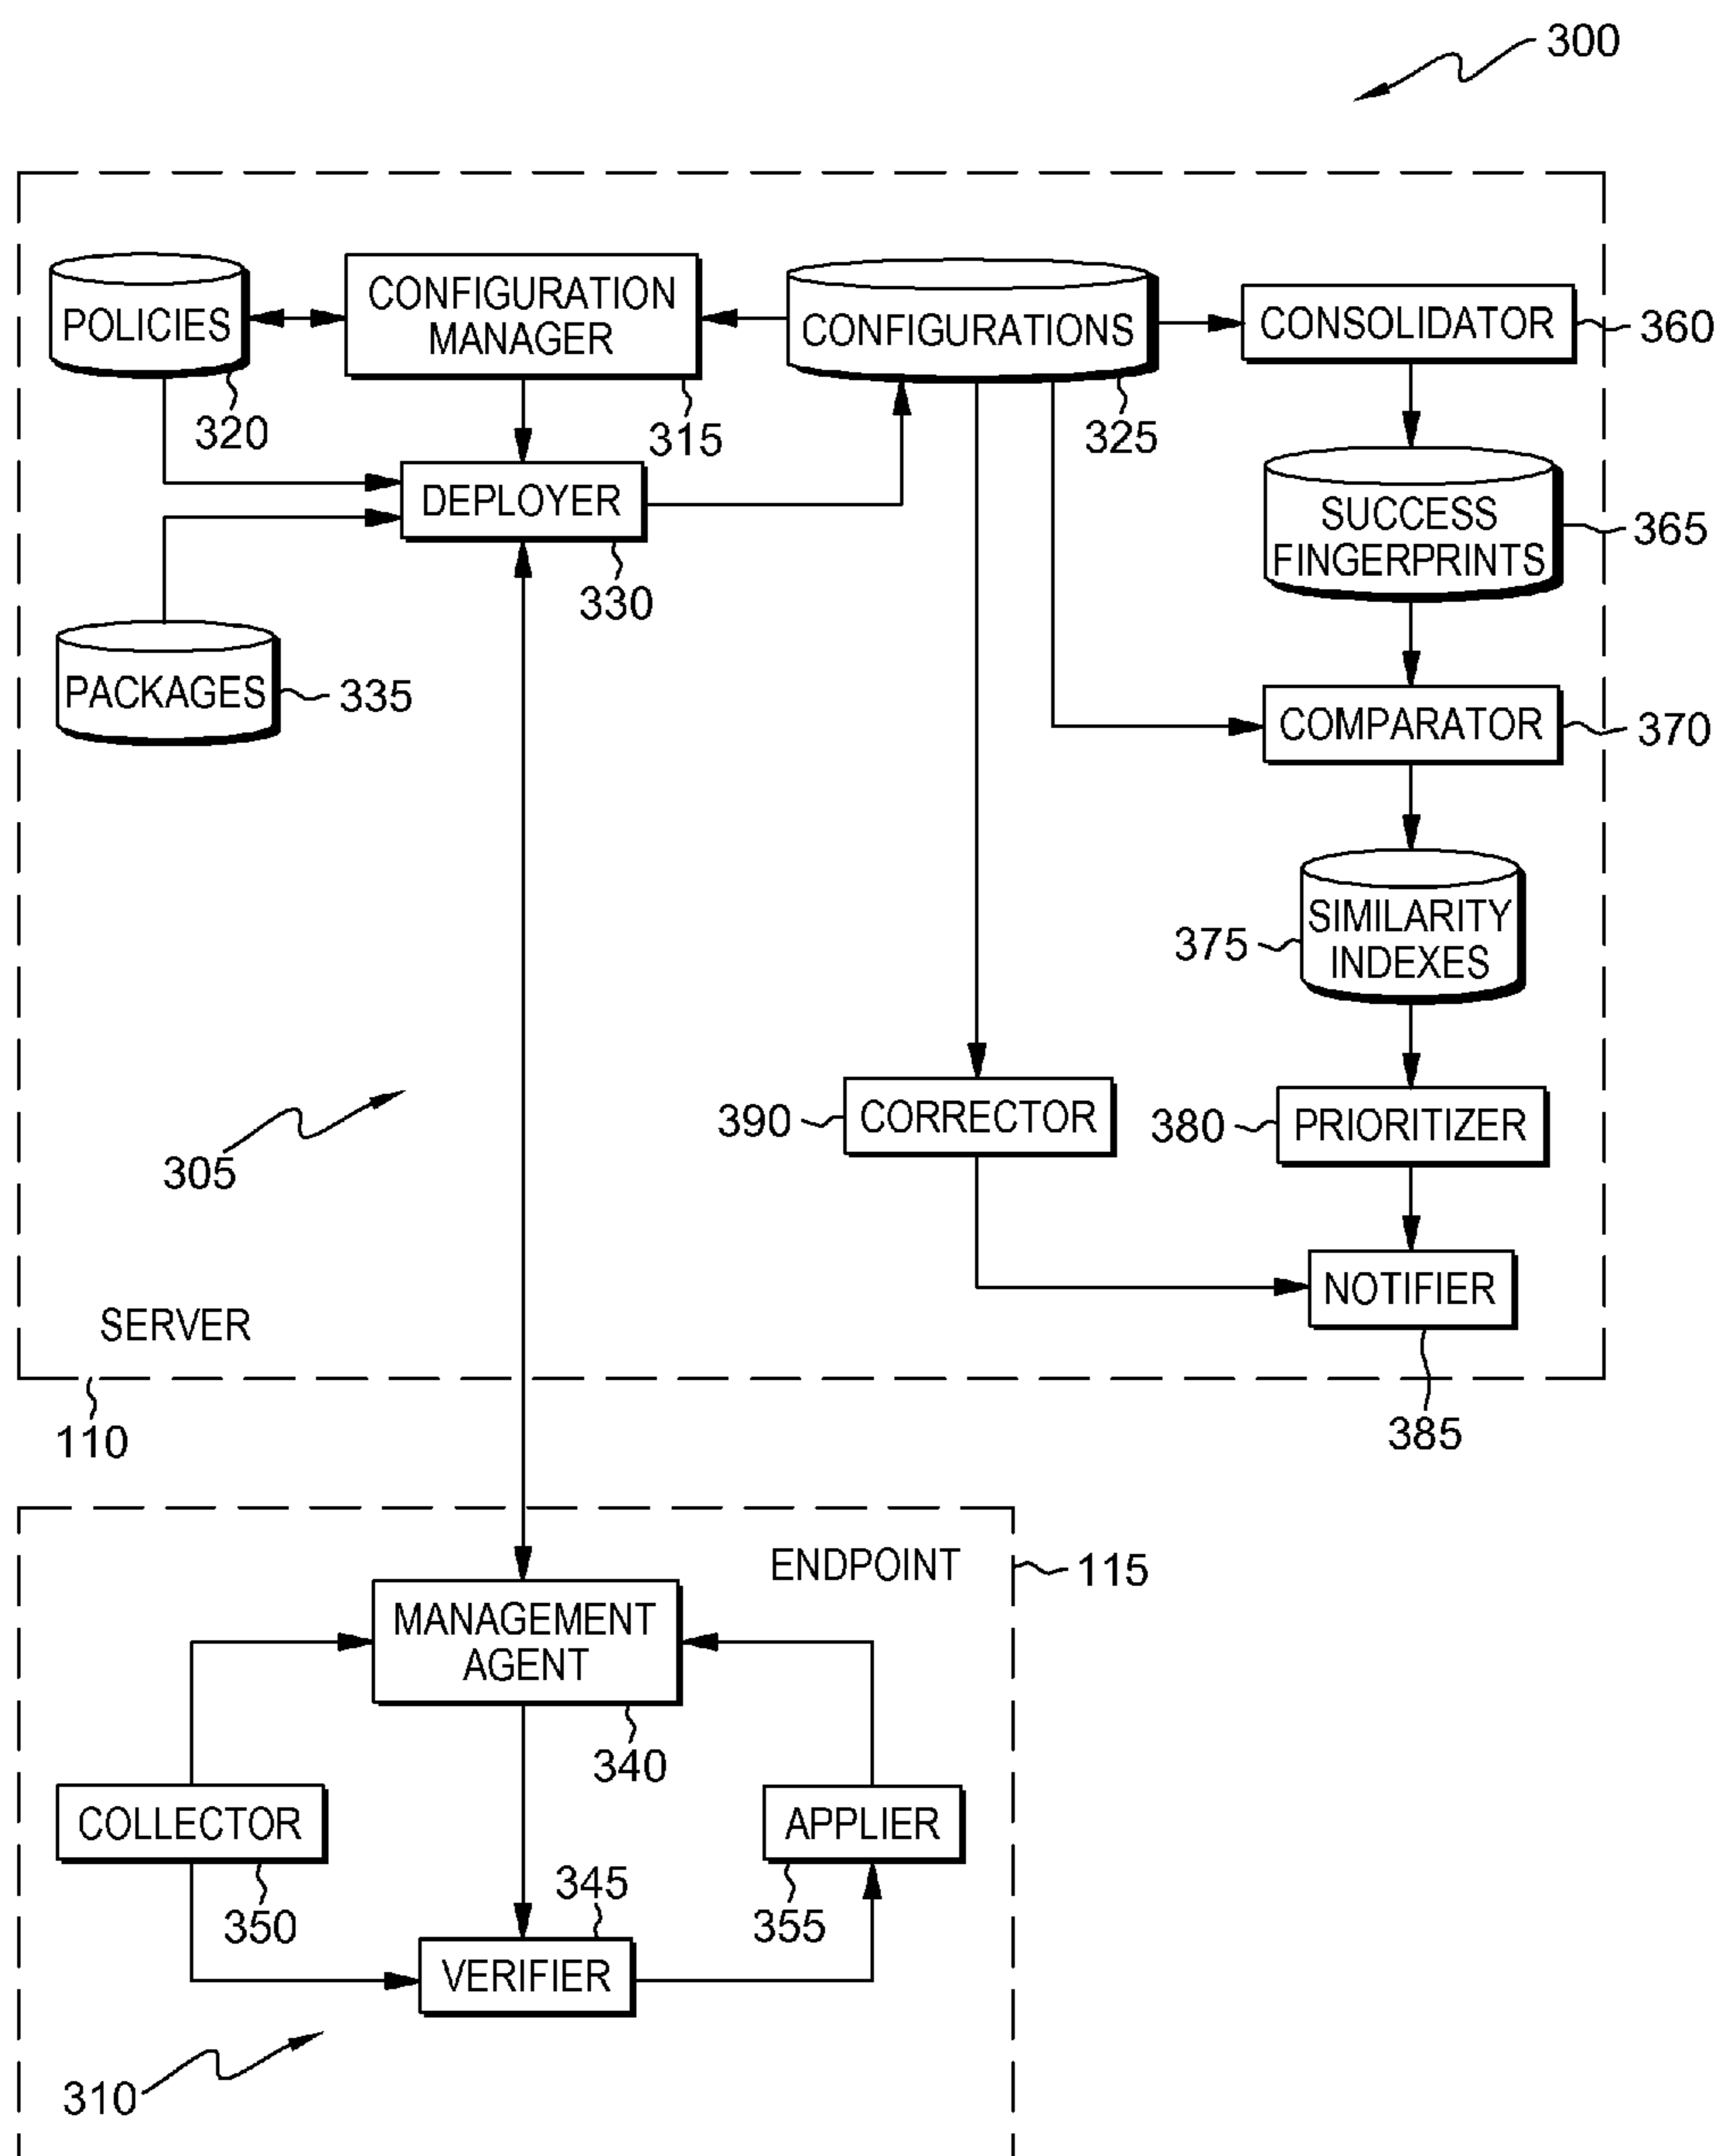 300
POLICIES
CONFIGURATION
MANAGER
CONFIGURATIONS
CONSOLIDATOR
360
320
315
325
DEPLOYER
330
SUCCESS
FINGERPRINTS
365
PACKAGES
335
COMPARATOR
370
SIMILARITY
INDEXES
375
390
CORRECTOR
380
PRIORITIZER
305
NOTIFIER
SERVER
110
385
ENDPOINT
115
MANAGEMENT
AGENT
340
COLLECTOR
350
APPLIER
355
345
VERIFIER
310